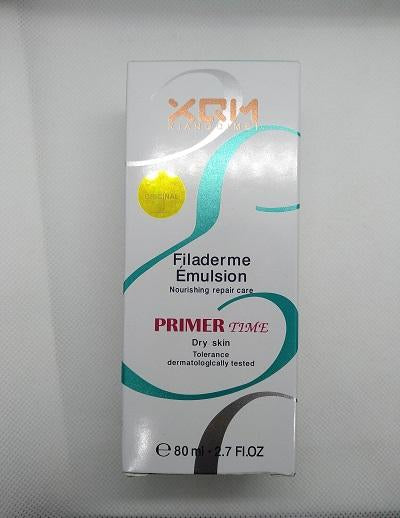 XQM
XIANGQIMEI
ORIGINAL
Filaderme
Émulsion
Nourishing repair care
PRIMER TIME
Dry skin
Tolerance
dermatologlcally tested
℮ 80 ml - 2.7 Fl.OZ